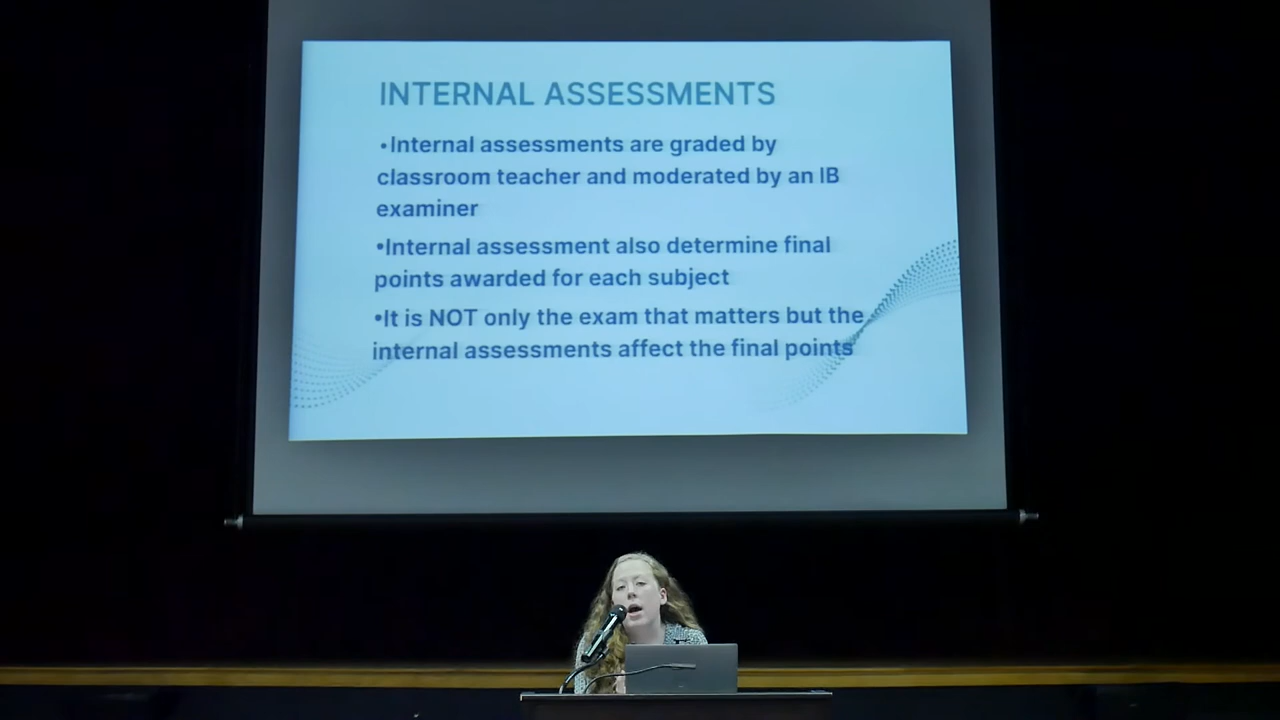 INTERNAL ASSESSMENTS
•Internal assessments are graded by
classroom teacher and moderated by an IB
examiner
•Internal assessment also determine final
points awarded for each subject
•It is NOT only the exam that matters but the
internal assessments affect the final points